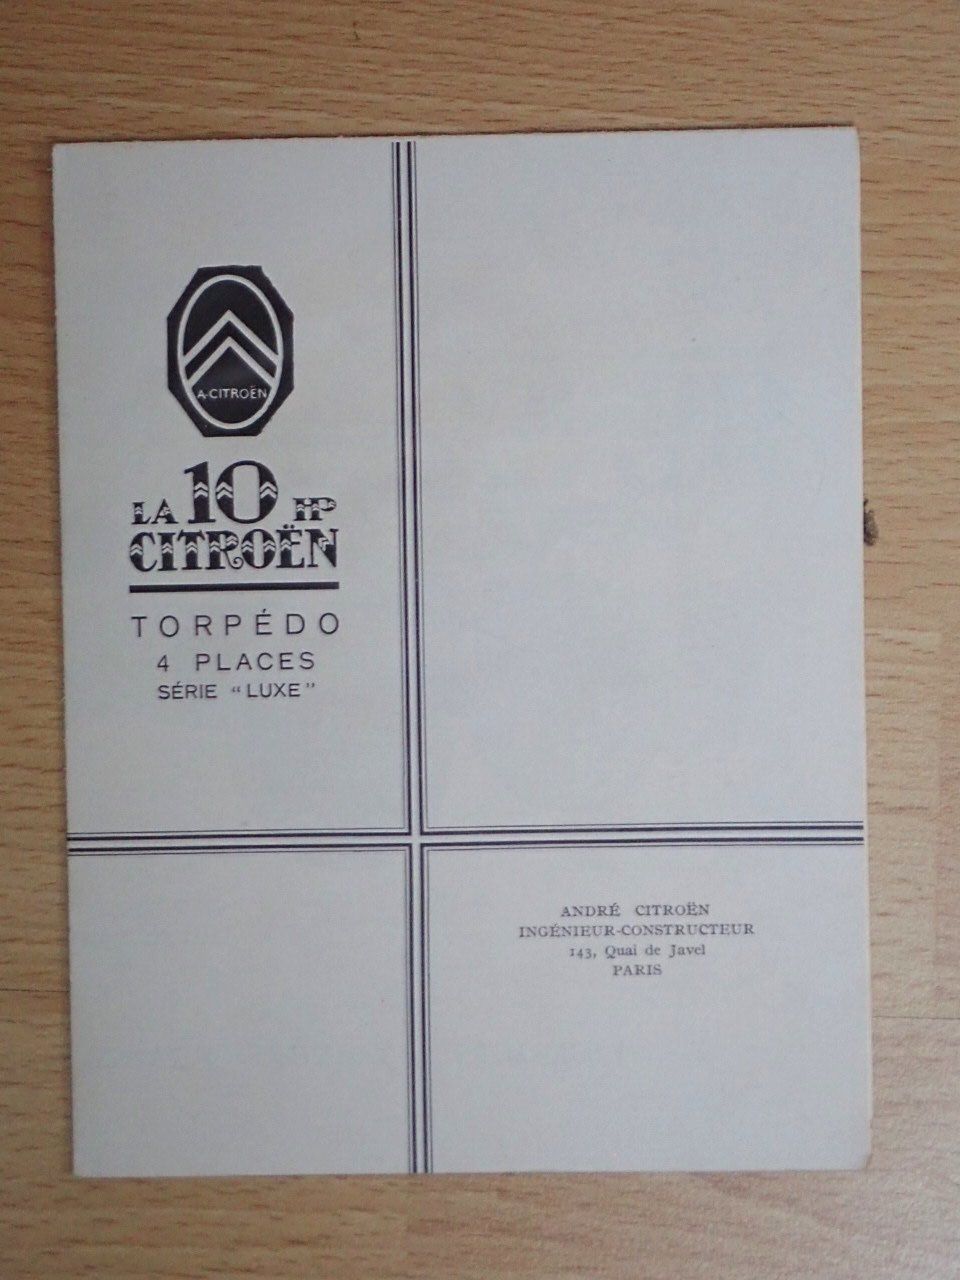 A·CITROËN
LA 10 HP
CITROËN
TORPÉDO
4 PLACES
SÉRIE “LUXE”
ANDRÉ CITROËN
INGÉNIEUR-CONSTRUCTEUR
143, Quai de Javel
PARIS